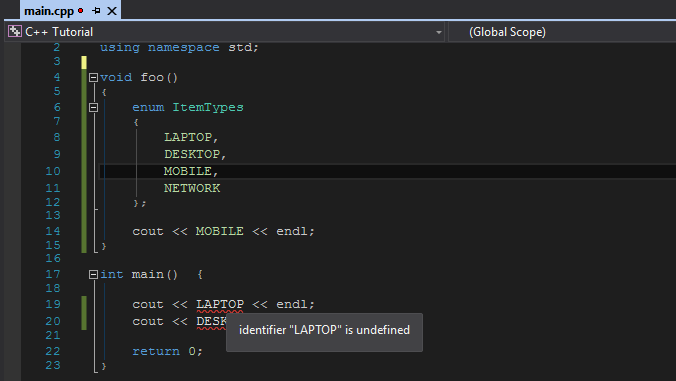 main.cpp
C++ Tutorial (Global Scope)
2 using namespace std;
3
4 void foo()
5 {
6 enum ItemTypes
7 {
8 LAPTOP,
9 DESKTOP,
10 MOBILE,
11 NETWORK
12 };
13
14 cout << MOBILE << endl;
15 }
16
17 int main() {
18
19 cout << LAPTOP << endl;
20 cout << DESK
identifier "LAPTOP" is undefined
21
22 return 0;
23 }